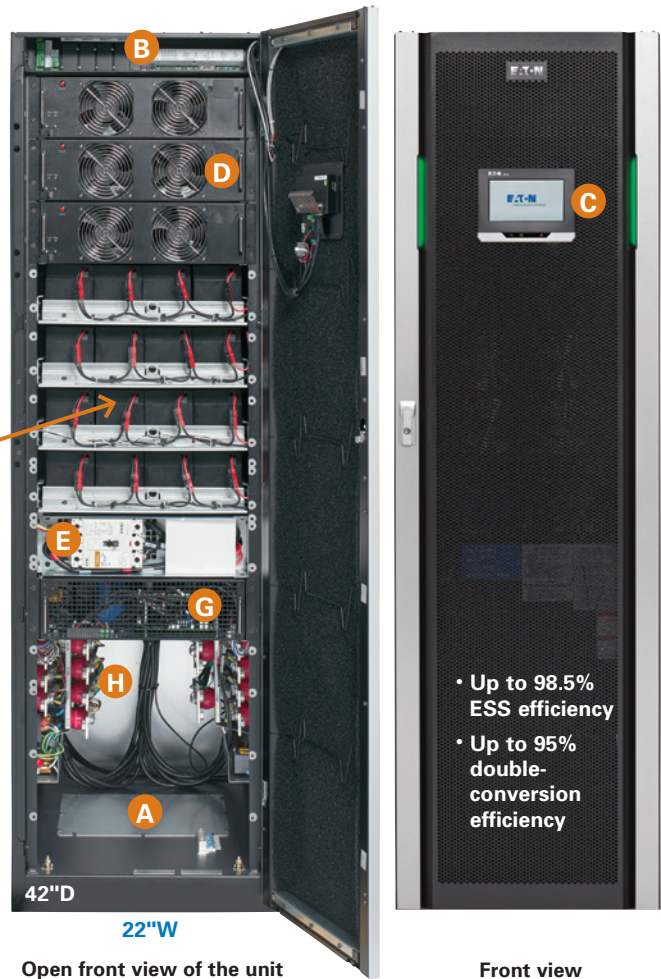 B
D
E
G
H
A
42"D
22"W
Open front view of the unit
E·T·N
C
E·T·N
E·T·N
• Up to 98.5%
ESS efficiency
• Up to 95%
double-
conversion
efficiency
Front view